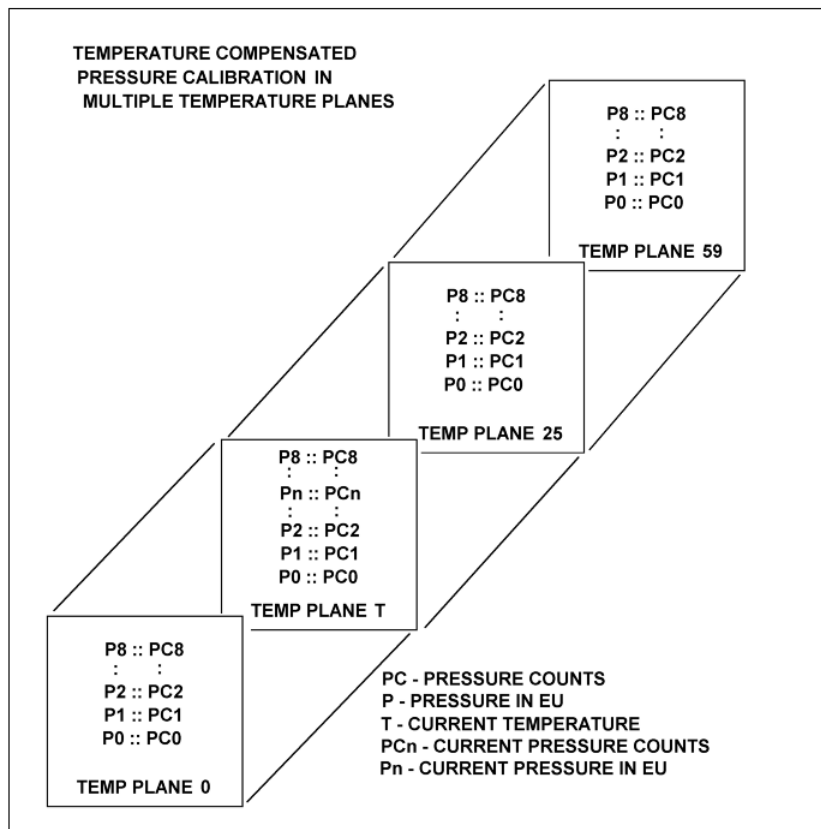 TEMPERATURE COMPENSATED
PRESSURE CALIBRATION IN
MULTIPLE TEMPERATURE PLANES
P8 :: PC8
: :
P2 :: PC2
P1 :: PC1
P0 :: PC0
TEMP PLANE 59
P8 :: PC8
: :
P2 :: PC2
P1 :: PC1
P0 :: PC0
TEMP PLANE 25
P8 :: PC8
: :
Pn :: PCn
: :
P2 :: PC2
P1 :: PC1
P0 :: PC0
TEMP PLANE T
P8 :: PC8
: :
P2 :: PC2
P1 :: PC1
P0 :: PC0
TEMP PLANE 0
PC - PRESSURE COUNTS
P - PRESSURE IN EU
T - CURRENT TEMPERATURE
PCn - CURRENT PRESSURE COUNTS
Pn - CURRENT PRESSURE IN EU